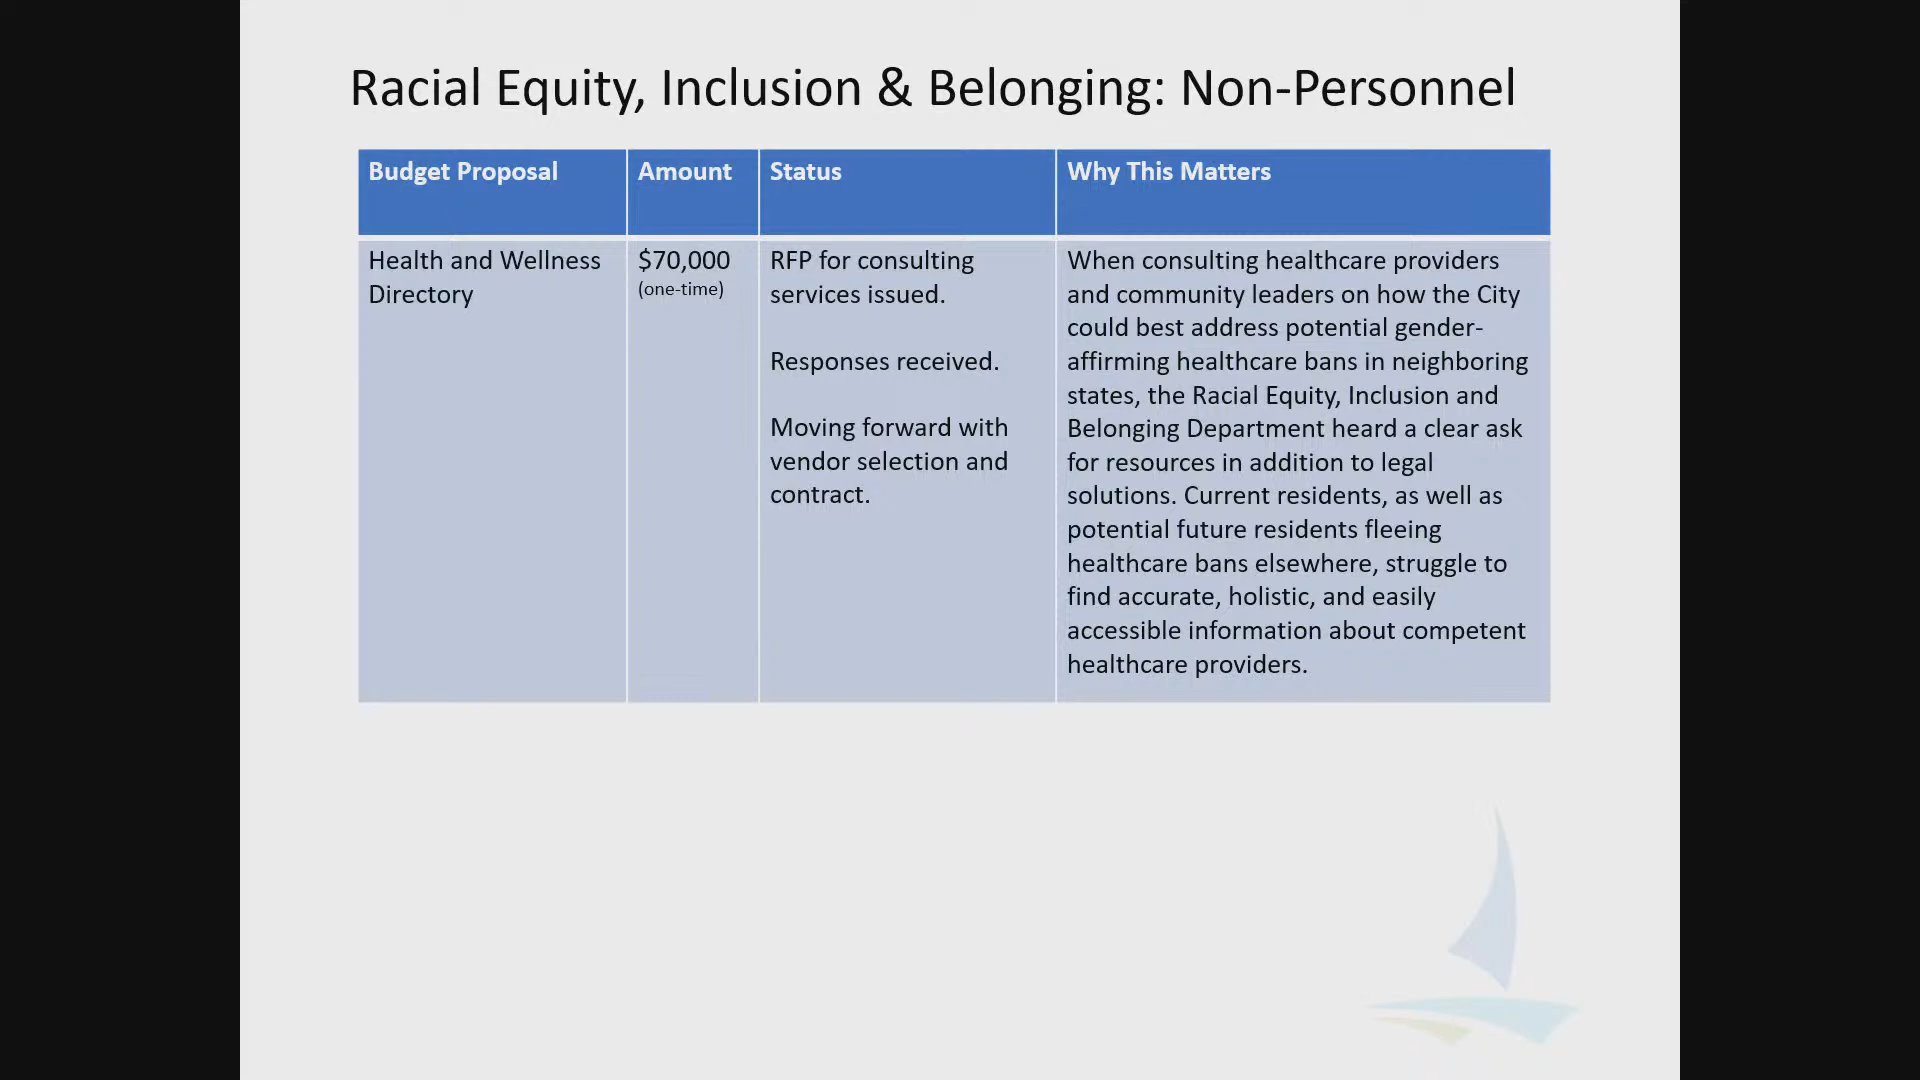 Racial Equity, Inclusion & Belonging: Non-Personnel
Budget Proposal
Amount
Status
Why This Matters
Health and Wellness
Directory
$70,000
(one-time)
RFP for consulting
services issued.
Responses received.
Moving forward with
vendor selection and
contract.
When consulting healthcare providers
and community leaders on how the City
could best address potential gender-
affirming healthcare bans in neighboring
states, the Racial Equity, Inclusion and
Belonging Department heard a clear ask
for resources in addition to legal
solutions. Current residents, as well as
potential future residents fleeing
healthcare bans elsewhere, struggle to
find accurate, holistic, and easily
accessible information about competent
healthcare providers.